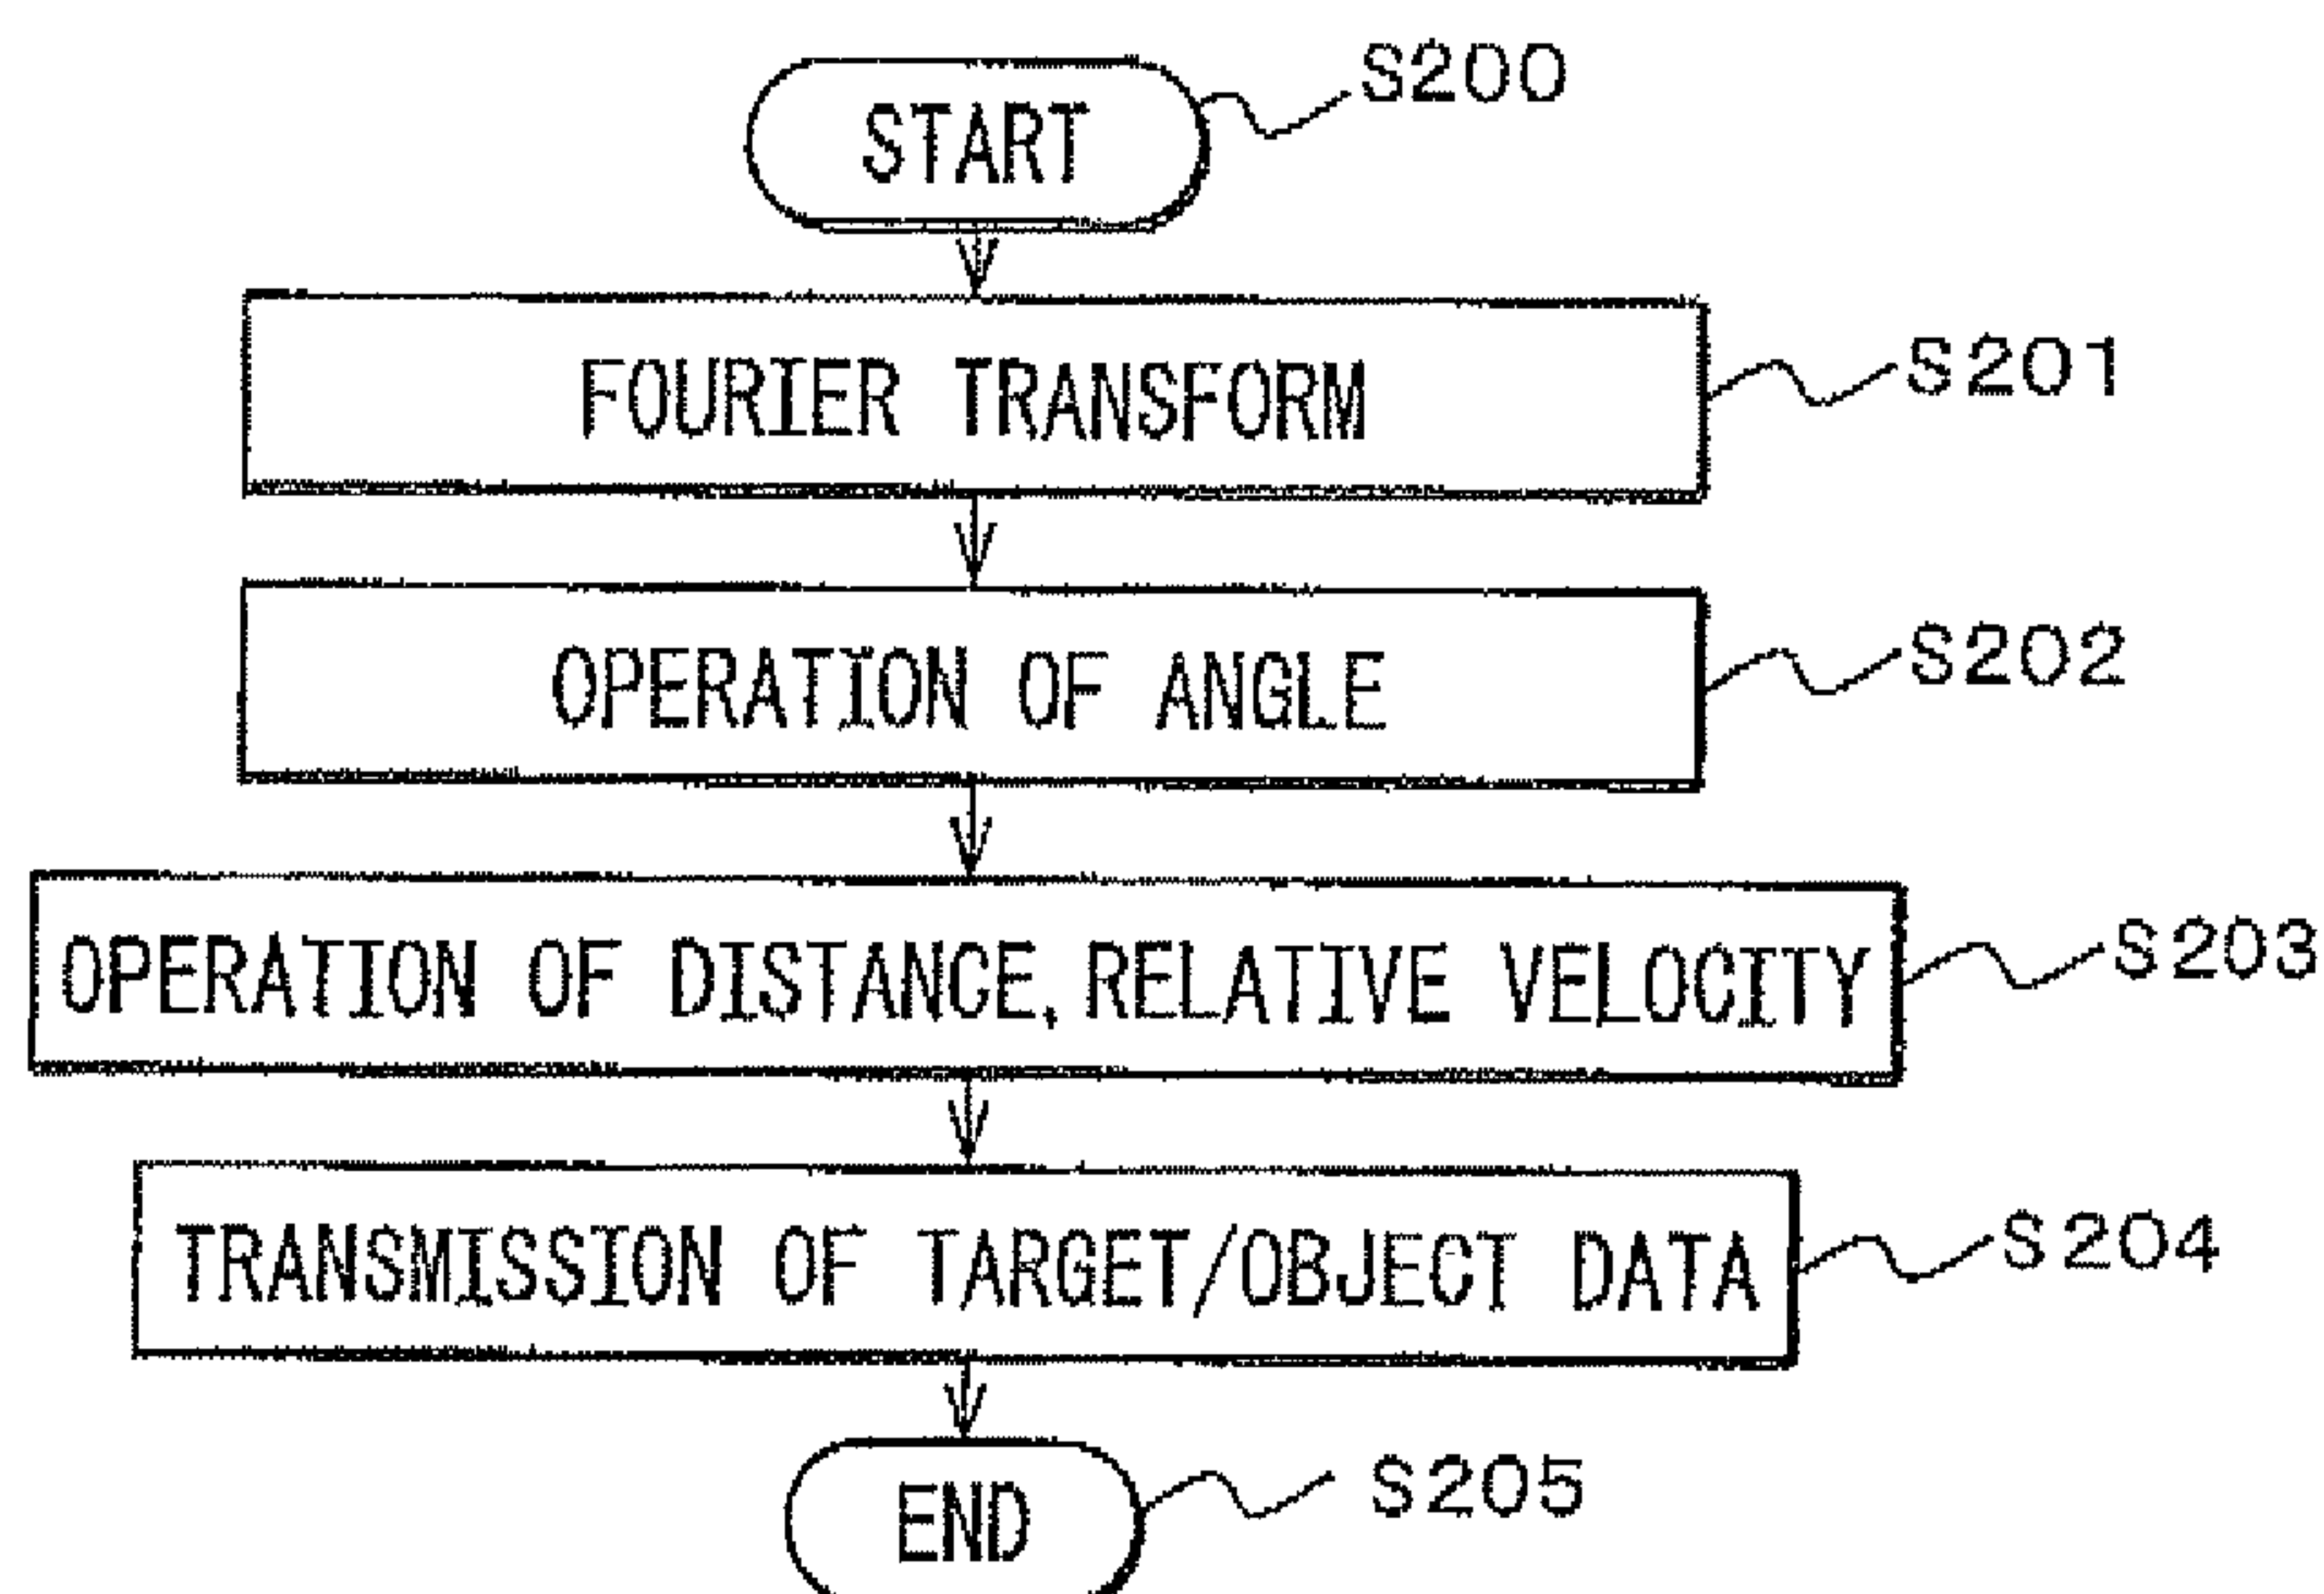 START S200
FOURIER TRANSFORM S201
OPERATION OF ANGLE S202
OPERATION OF DISTANCE, RELATIVE VELOCITY S203
TRANSMISSION OF TARGET/OBJECT DATA S204
END S205